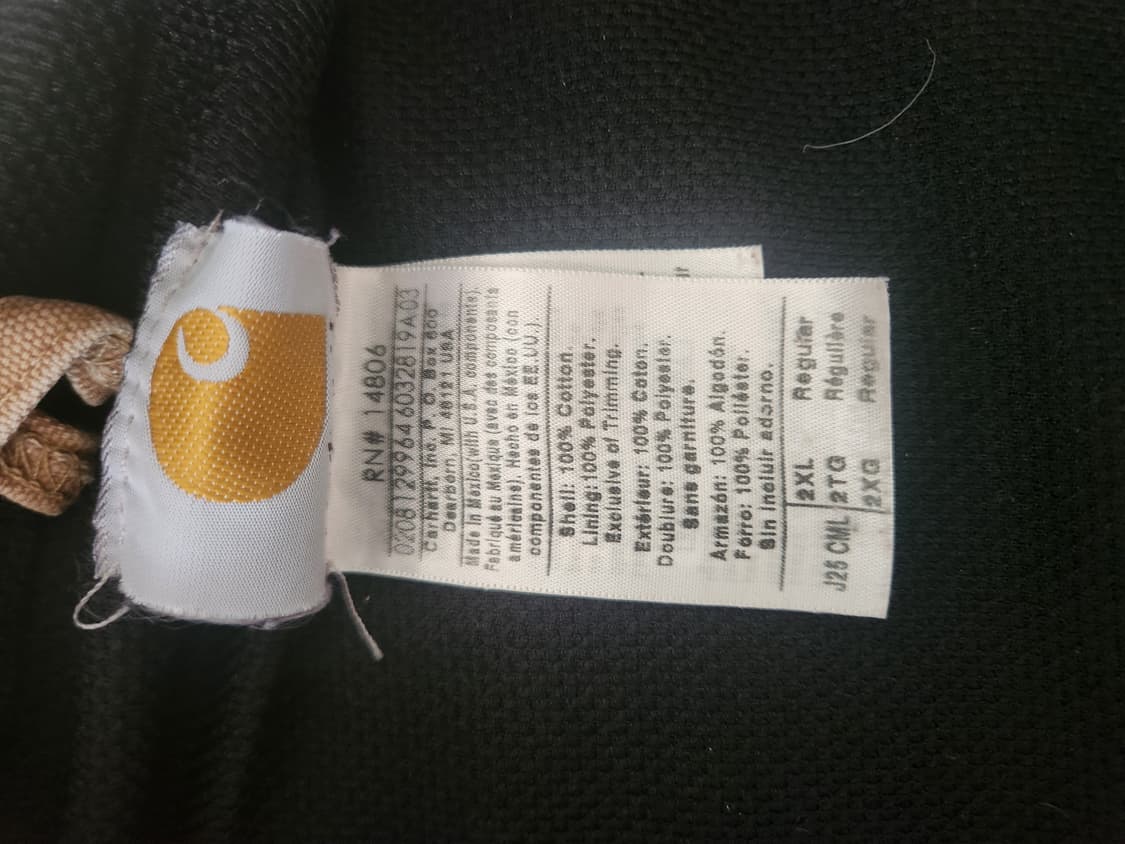 RN# 14806
0208129964603281​9A03
Carhartt, Inc. P. O. Box 600
Dearborn, MI 48121 USA
Made in Mexico(with U.S.A. components).
Fabriqué au Mexique (avec des composants
américains). Hecho en México (con
componentes de los EE.UU.).
Shell: 100% Cotton.
Lining:100% Polyester.
Exclusive of Trimming.
Extérieur: 100% Coton.
Doublure: 100% Polyester.
Sans garniture.
Armazón: 100% Algodón.
Forro: 100% Poliéster.
Sin incluir adorno.
2XL Regular
J25 CML 2TG Régulière
2XG Regular